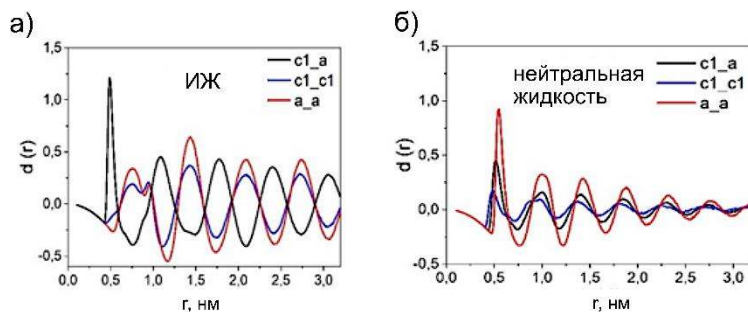 а)
ИЖ
c1_a
c1_c1
a_a
d (r)
1,5
1,0
0,5
0,0
-0,5
0,0 0,5 1,0 1,5 2,0 2,5 3,0
r, нм
б)
нейтральная
жидкость
c1_a
c1_c1
a_a
d (r)
1,5
1,0
0,5
0,0
-0,5
0,0 0,5 1,0 1,5 2,0 2,5 3,0
r, нм